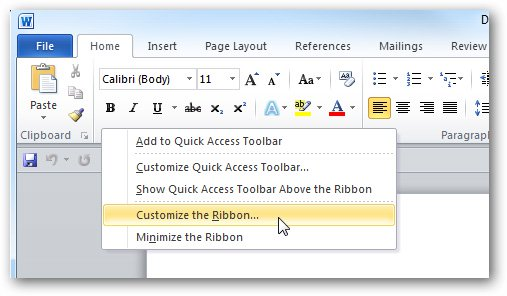 W
D
File Home Insert Page Layout References Mailings Review
Calibri (Body) 11 A A Aa
Paste
B I U abc x₂ x² A ab A
Clipboard Paragraph
Add to Quick Access Toolbar
Customize Quick Access Toolbar...
Show Quick Access Toolbar Above the Ribbon
Customize the Ribbon...
Minimize the Ribbon